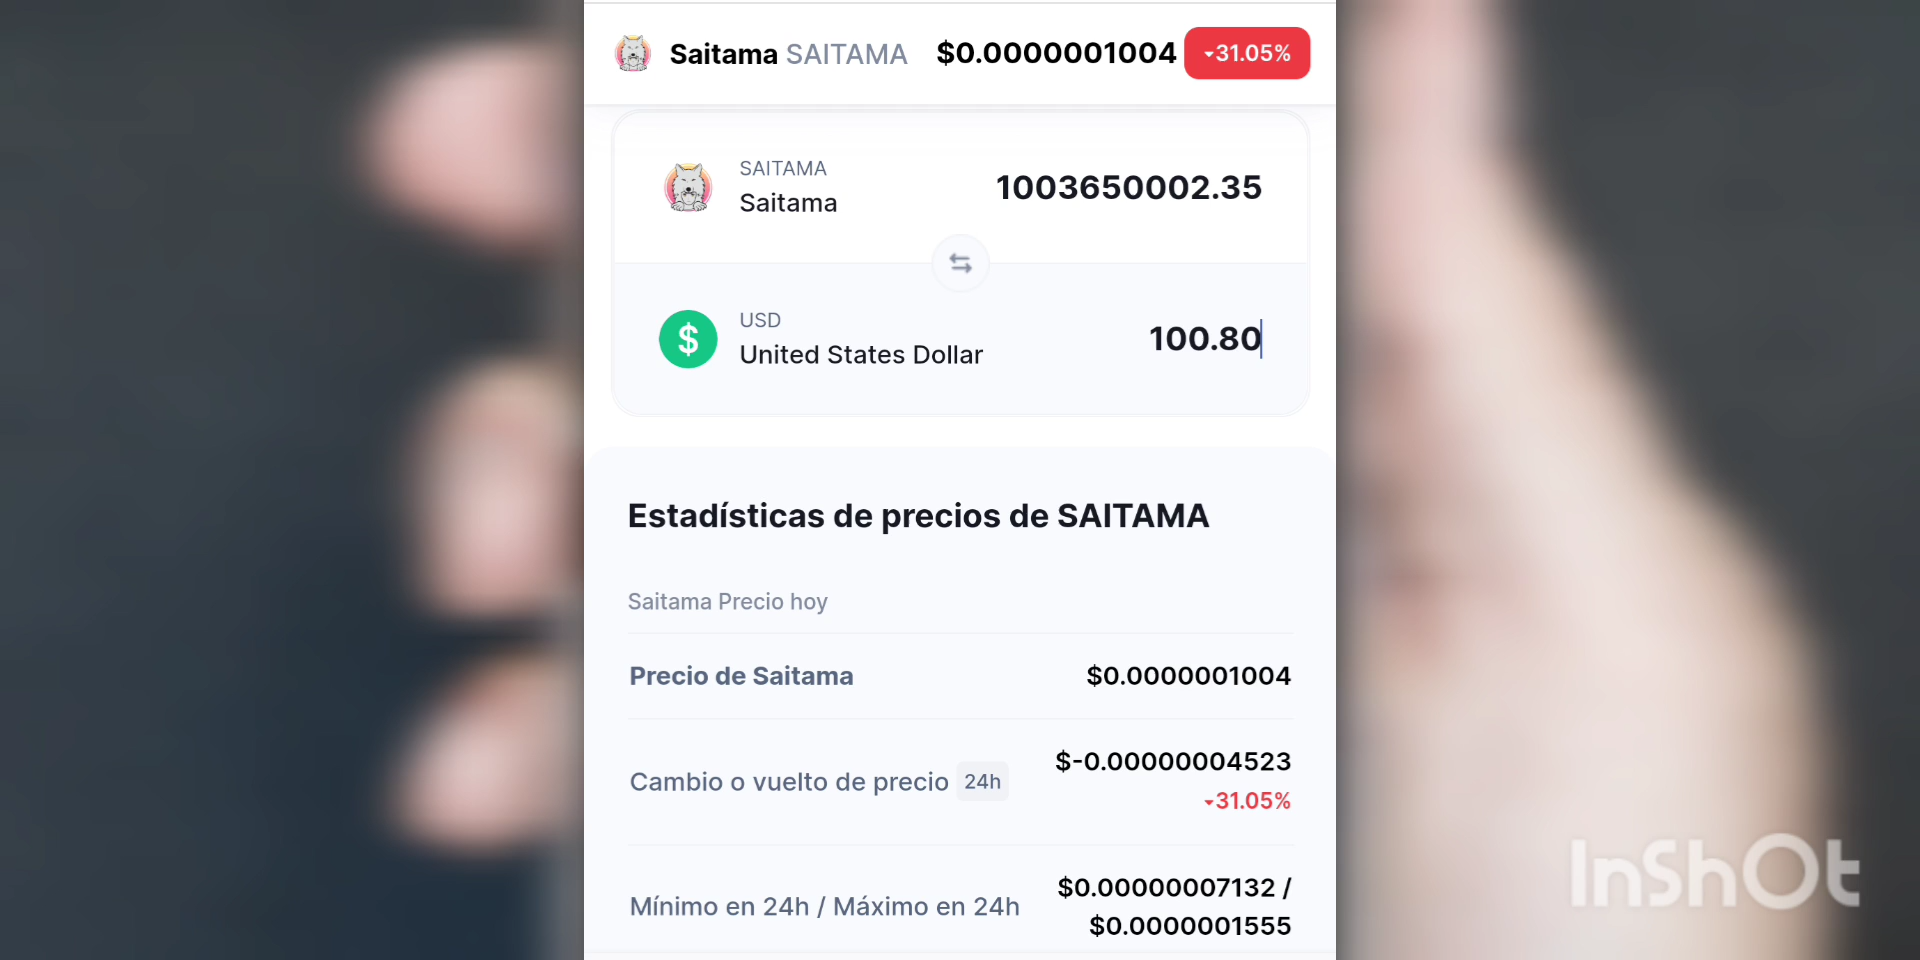 Saitama SAITAMA $0.0000001004 31.05%
SAITAMA
Saitama
1003650002.35
USD
United States Dollar
100.80
Estadísticas de precios de SAITAMA
Saitama Precio hoy
Precio de Saitama $0.0000001004
Cambio o vuelto de precio 24h
$-0.00000004523
31.05%
Mínimo en 24h / Máximo en 24h
$0.00000007132 /
$0.0000001555
InShOt